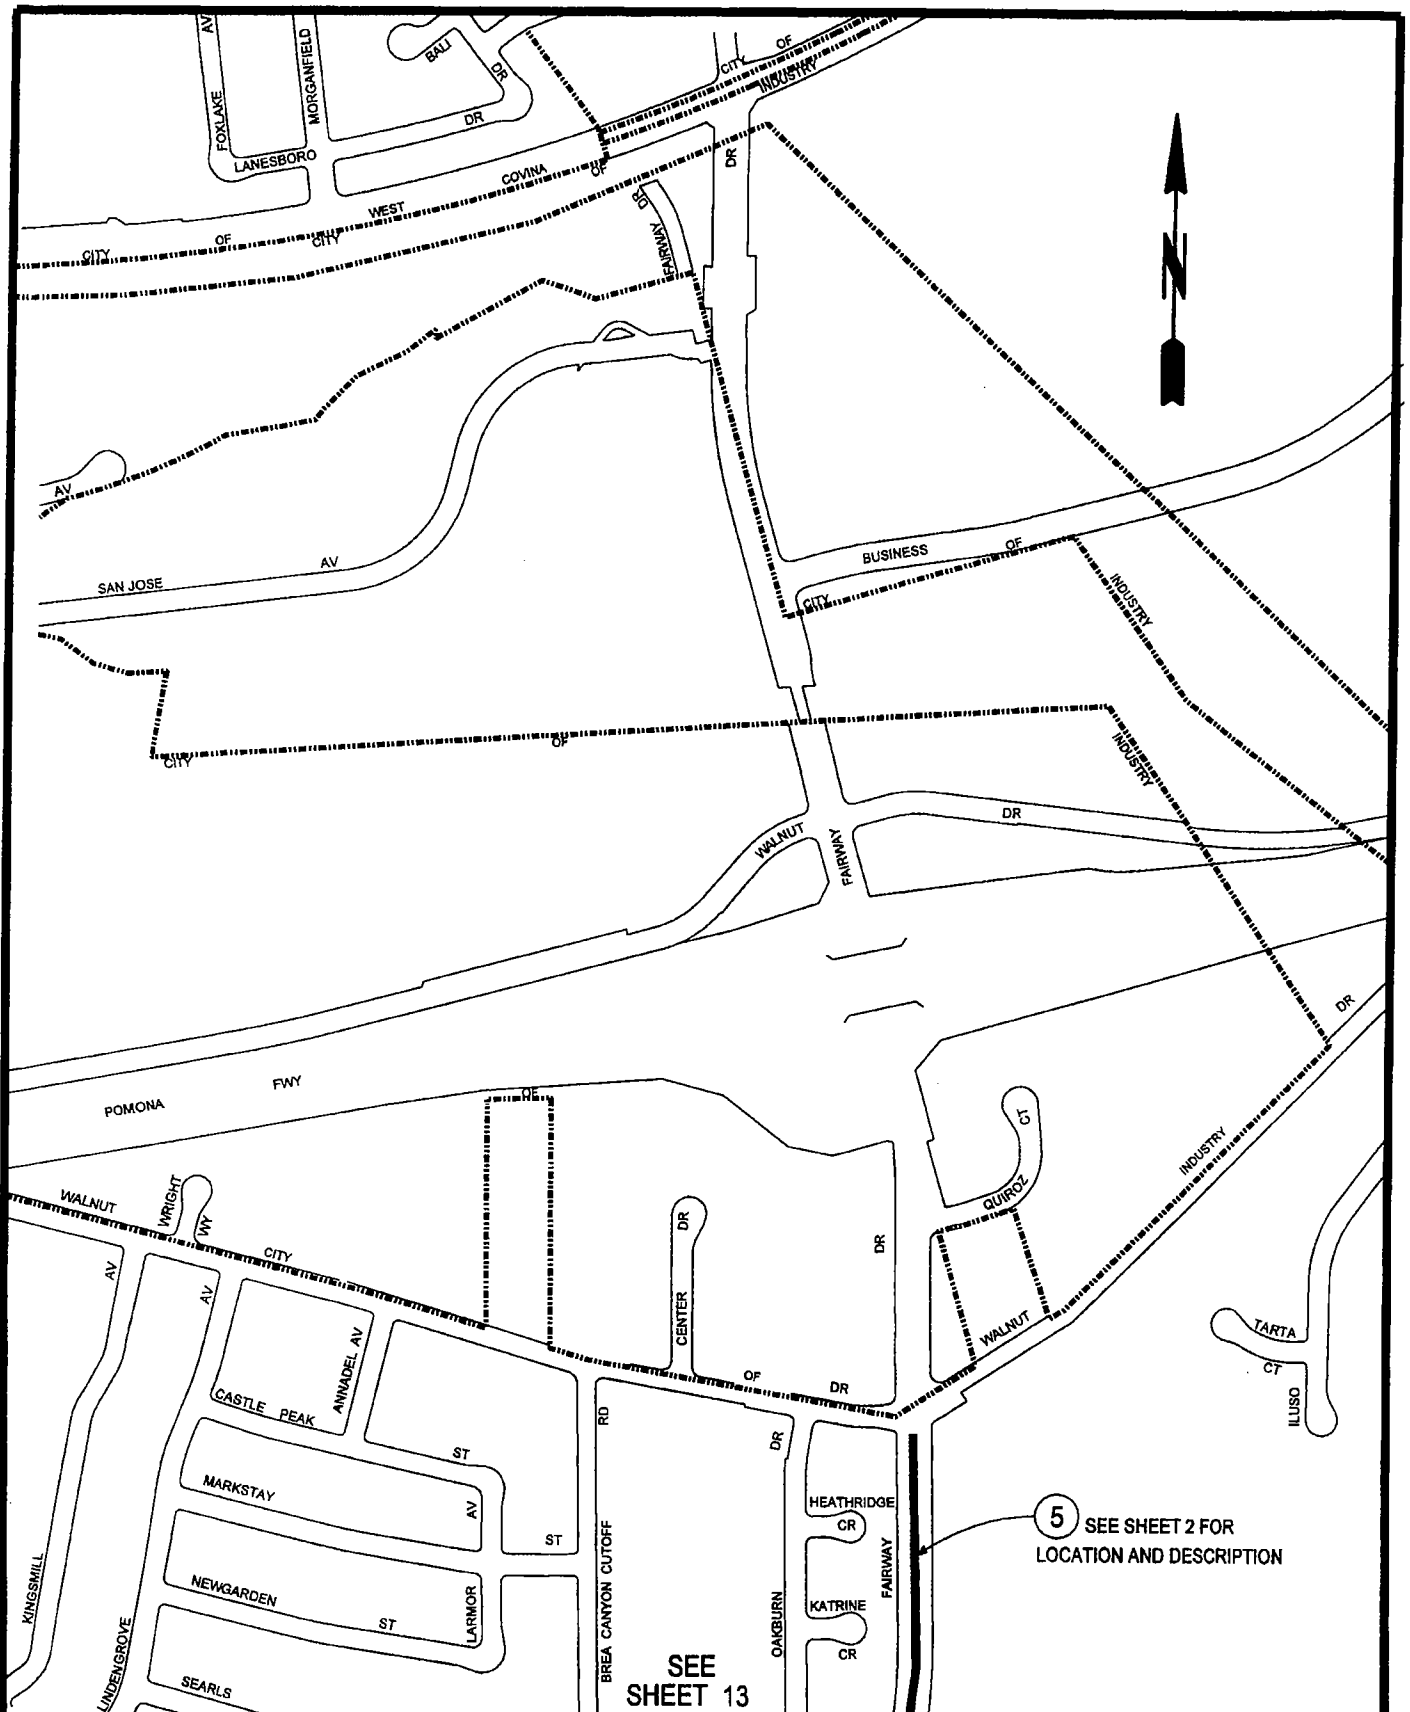 AV
FOXLAKE
MORGANFIELD
BALI
DR
DR
LANESBORO
CITY OF
INDUSTRY
CITY OF WEST COVINA
CITY OF
DR
FAIRWAY DR
AV
SAN JOSE AV
BUSINESS
CITY OF
INDUSTRY
CITY OF
INDUSTRY
N
WALNUT
DR
FAIRWAY
DR
POMONA FWY
OF
INDUSTRY
QUIROZ CT
WALNUT
WRIGHT WY
CITY
CENTER DR
DR
WALNUT
OF
DR
AV
AV
ANNADEL AV
CASTLE PEAK
ST
MARKSTAY
ST
AV
LARMOR
NEWGARDEN ST
SEARLS
KINGSMILL
LINDENGROVE
RD
BREA CANYON CUTOFF
DR
OAKBURN
HEATHRIDGE
CR
KATRINE
CR
FAIRWAY
TARTA
CT
ILUSO
5 SEE SHEET 2 FOR
LOCATION AND DESCRIPTION
SEE
SHEET 13